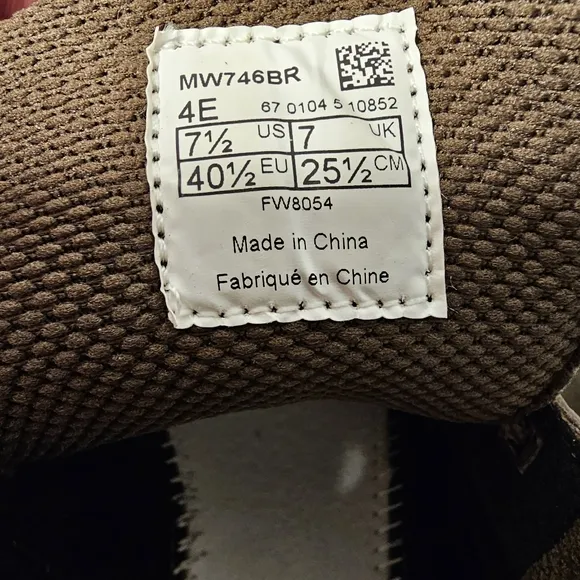 MW746BR
4E 67 0104 5 10852
7½ US 7 UK
40½ EU 25½ CM
FW8054
Made in China
Fabriqué en Chine